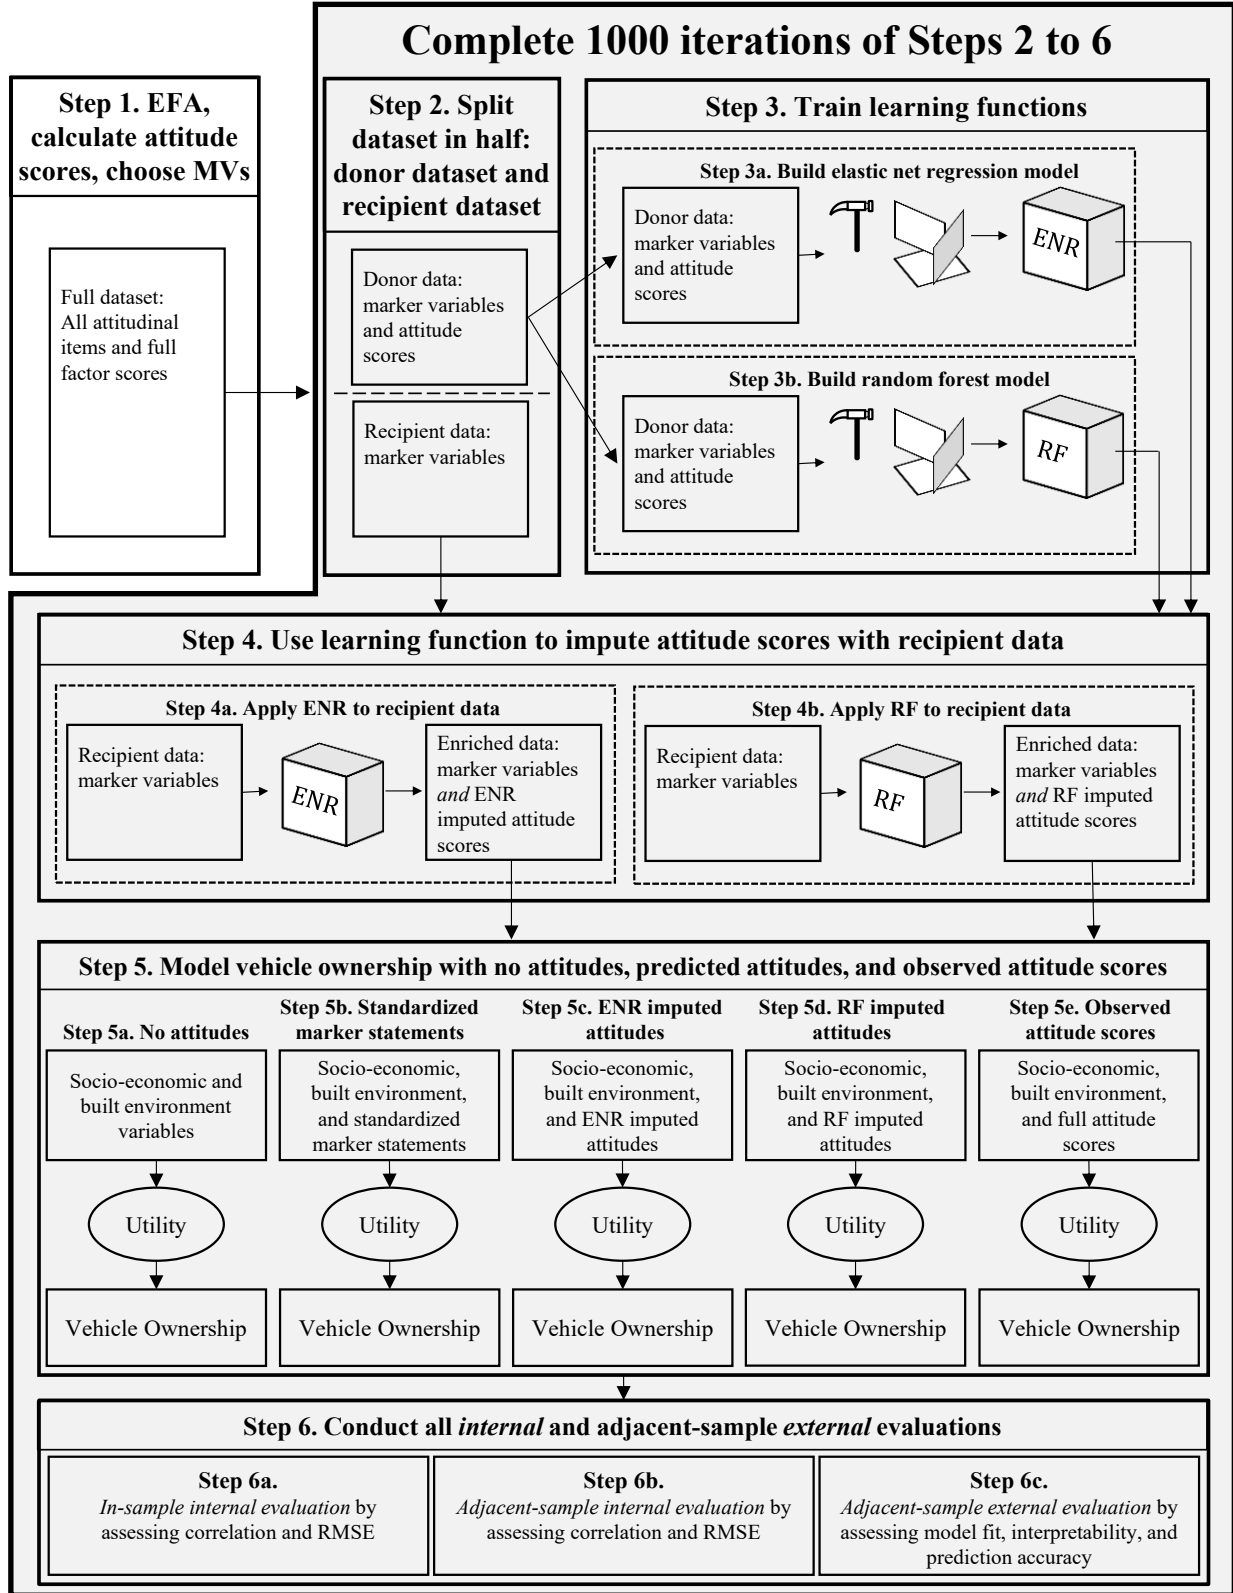 Complete 1000 iterations of Steps 2 to 6
Step 1. EFA,
calculate attitude
scores, choose MVs
Full dataset:
All attitudinal
items and full
factor scores
Step 2. Split
dataset in half:
donor dataset and
recipient dataset
Donor data:
marker variables
and attitude
scores
Recipient data:
marker variables
Step 3. Train learning functions
Step 3a. Build elastic net regression model
Donor data:
marker variables
and attitude
scores
ENR
Step 3b. Build random forest model
Donor data:
marker variables
and attitude
scores
RF
Step 4. Use learning function to impute attitude scores with recipient data
Step 4a. Apply ENR to recipient data
Recipient data:
marker variables
ENR
Enriched data:
marker variables
and ENR
imputed attitude
scores
Step 4b. Apply RF to recipient data
Recipient data:
marker variables
RF
Enriched data:
marker variables
and RF imputed
attitude scores
Step 5. Model vehicle ownership with no attitudes, predicted attitudes, and observed attitude scores
Step 5a. No attitudes
Socio-economic and
built environment
variables
Utility
Vehicle Ownership
Step 5b. Standardized
marker statements
Socio-economic,
built environment,
and standardized
marker statements
Utility
Vehicle Ownership
Step 5c. ENR imputed
attitudes
Socio-economic,
built environment,
and ENR imputed
attitudes
Utility
Vehicle Ownership
Step 5d. RF imputed
attitudes
Socio-economic,
built environment,
and RF imputed
attitudes
Utility
Vehicle Ownership
Step 5e. Observed
attitude scores
Socio-economic,
built environment,
and full attitude
scores
Utility
Vehicle Ownership
Step 6. Conduct all internal and adjacent-sample external evaluations
Step 6a.
In-sample internal evaluation by
assessing correlation and RMSE
Step 6b.
Adjacent-sample internal evaluation by
assessing correlation and RMSE
Step 6c.
Adjacent-sample external evaluation by
assessing model fit, interpretability, and
prediction accuracy